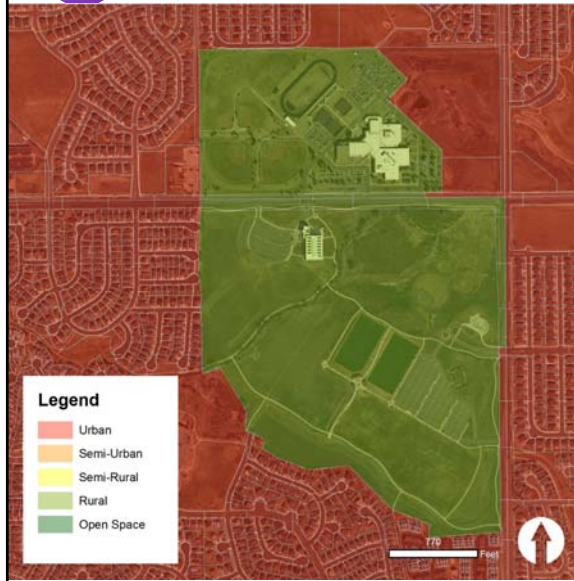 Legend
Urban
Semi-Urban
Semi-Rural
Rural
Open Space
770
Feet